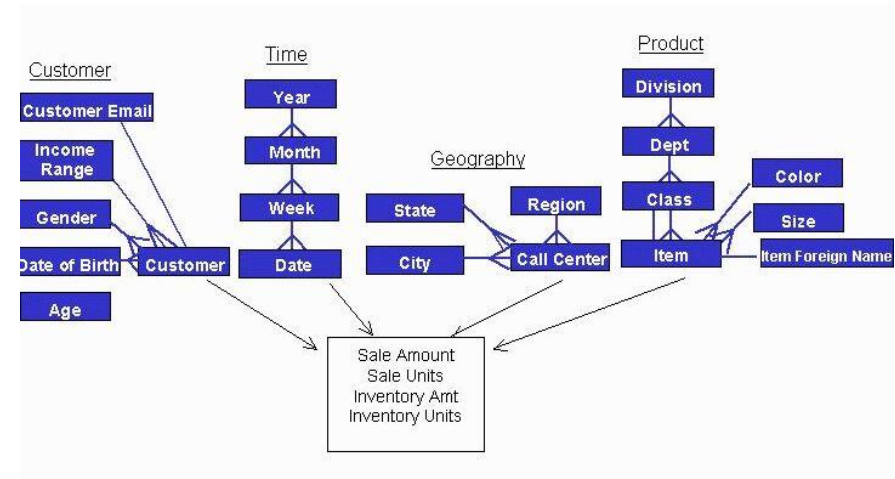 Customer
Customer Email
Income
Range
Gender
Date of Birth
Customer
Age
Time
Year
Month
Week
Date
Geography
State
Region
City
Call Center
Product
Division
Dept
Class
Item
Color
Size
Item Foreign Name
Sale Amount
Sale Units
Inventory Amt
Inventory Units